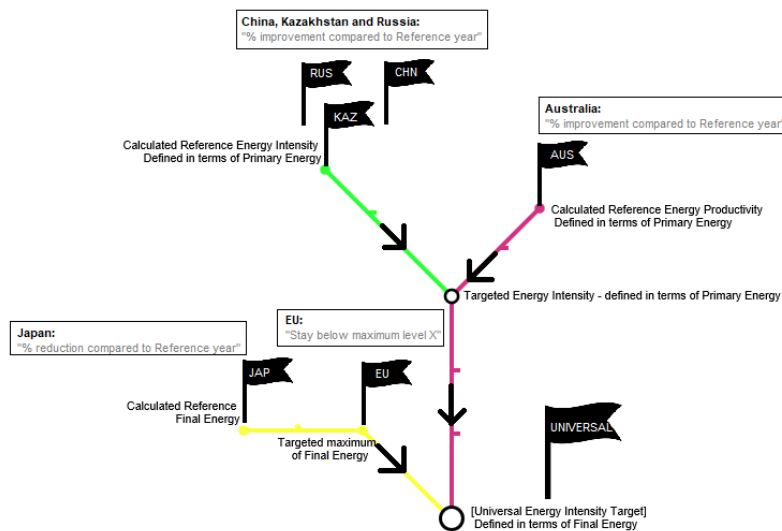 China, Kazakhstan and Russia:
"% improvement compared to Reference year"
RUS
CHN
KAZ
Australia:
"% improvement compared to Reference year"
AUS
Calculated Reference Energy Intensity
Defined in terms of Primary Energy
Calculated Reference Energy Productivity
Defined in terms of Primary Energy
Targeted Energy Intensity - defined in terms of Primary Energy
Japan:
"% reduction compared to Reference year"
EU:
"Stay below maximum level X"
JAP
EU
Calculated Reference
Final Energy
Targeted maximum
of Final Energy
UNIVERSAL
[Universal Energy Intensity Target]
Defined in terms of Final Energy